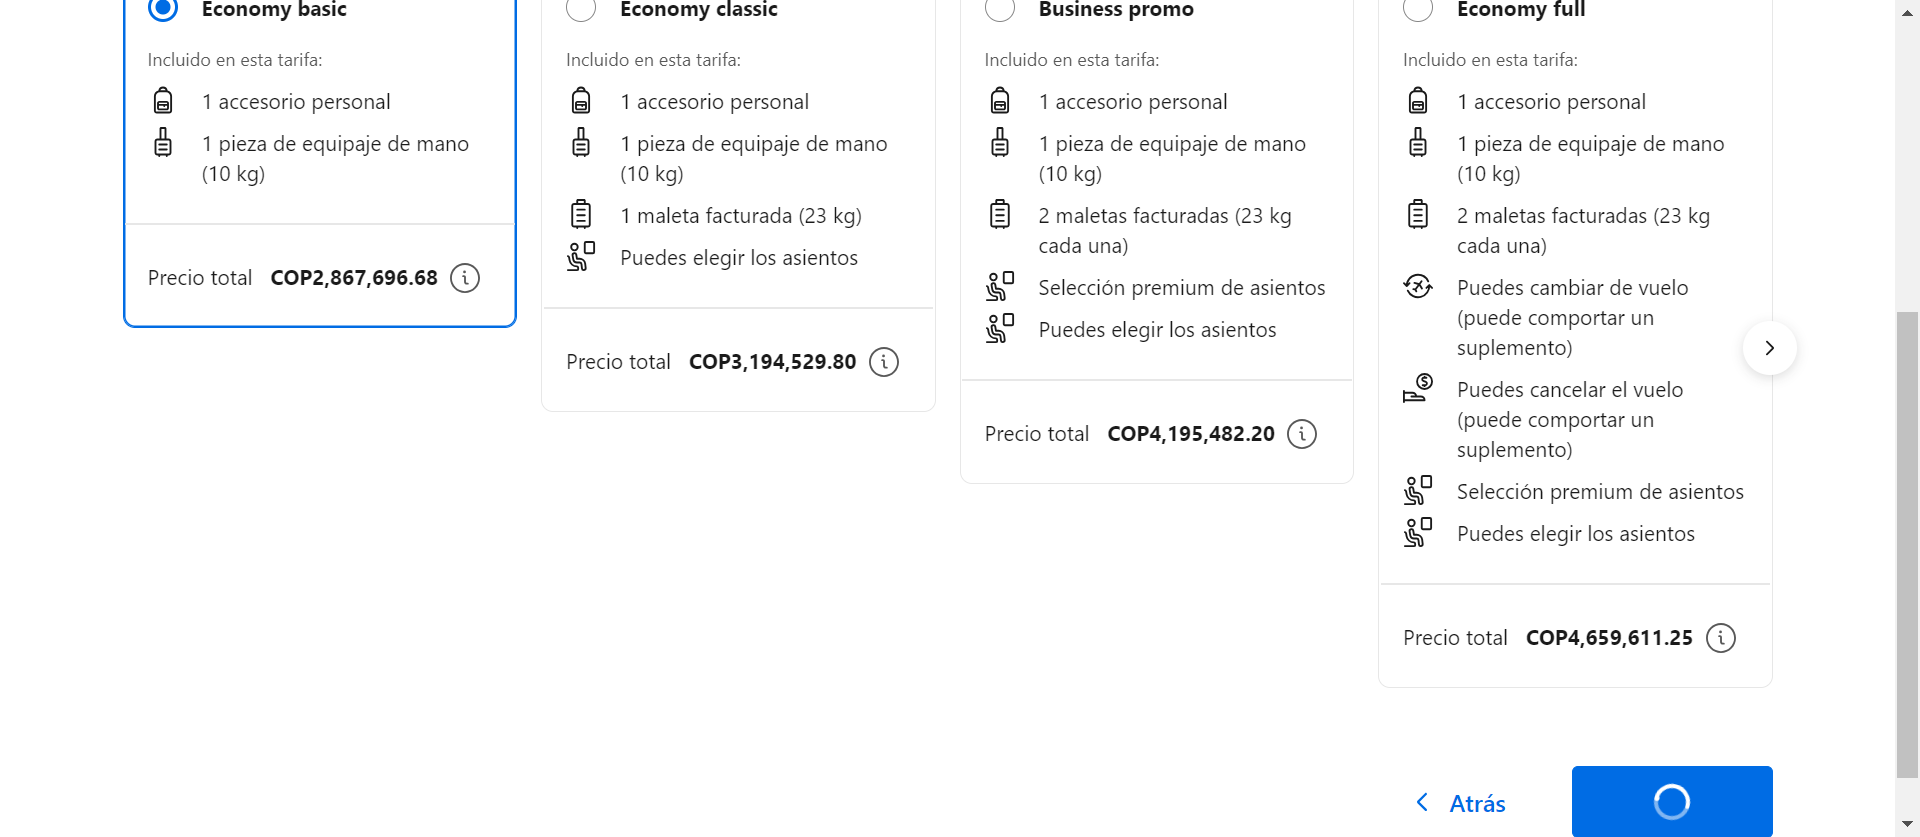 Economy basic
Incluido en esta tarifa:
1 accesorio personal
1 pieza de equipaje de mano
(10 kg)
Precio total COP2,867,696.68
Economy classic
Incluido en esta tarifa:
1 accesorio personal
1 pieza de equipaje de mano
(10 kg)
1 maleta facturada (23 kg)
Puedes elegir los asientos
Precio total COP3,194,529.80
Business promo
Incluido en esta tarifa:
1 accesorio personal
1 pieza de equipaje de mano
(10 kg)
2 maletas facturadas (23 kg
cada una)
Selección premium de asientos
Puedes elegir los asientos
Precio total COP4,195,482.20
Economy full
Incluido en esta tarifa:
1 accesorio personal
1 pieza de equipaje de mano
(10 kg)
2 maletas facturadas (23 kg
cada una)
Puedes cambiar de vuelo
(puede comportar un
suplemento)
Puedes cancelar el vuelo
(puede comportar un
suplemento)
Selección premium de asientos
Puedes elegir los asientos
Precio total COP4,659,611.25
Atrás